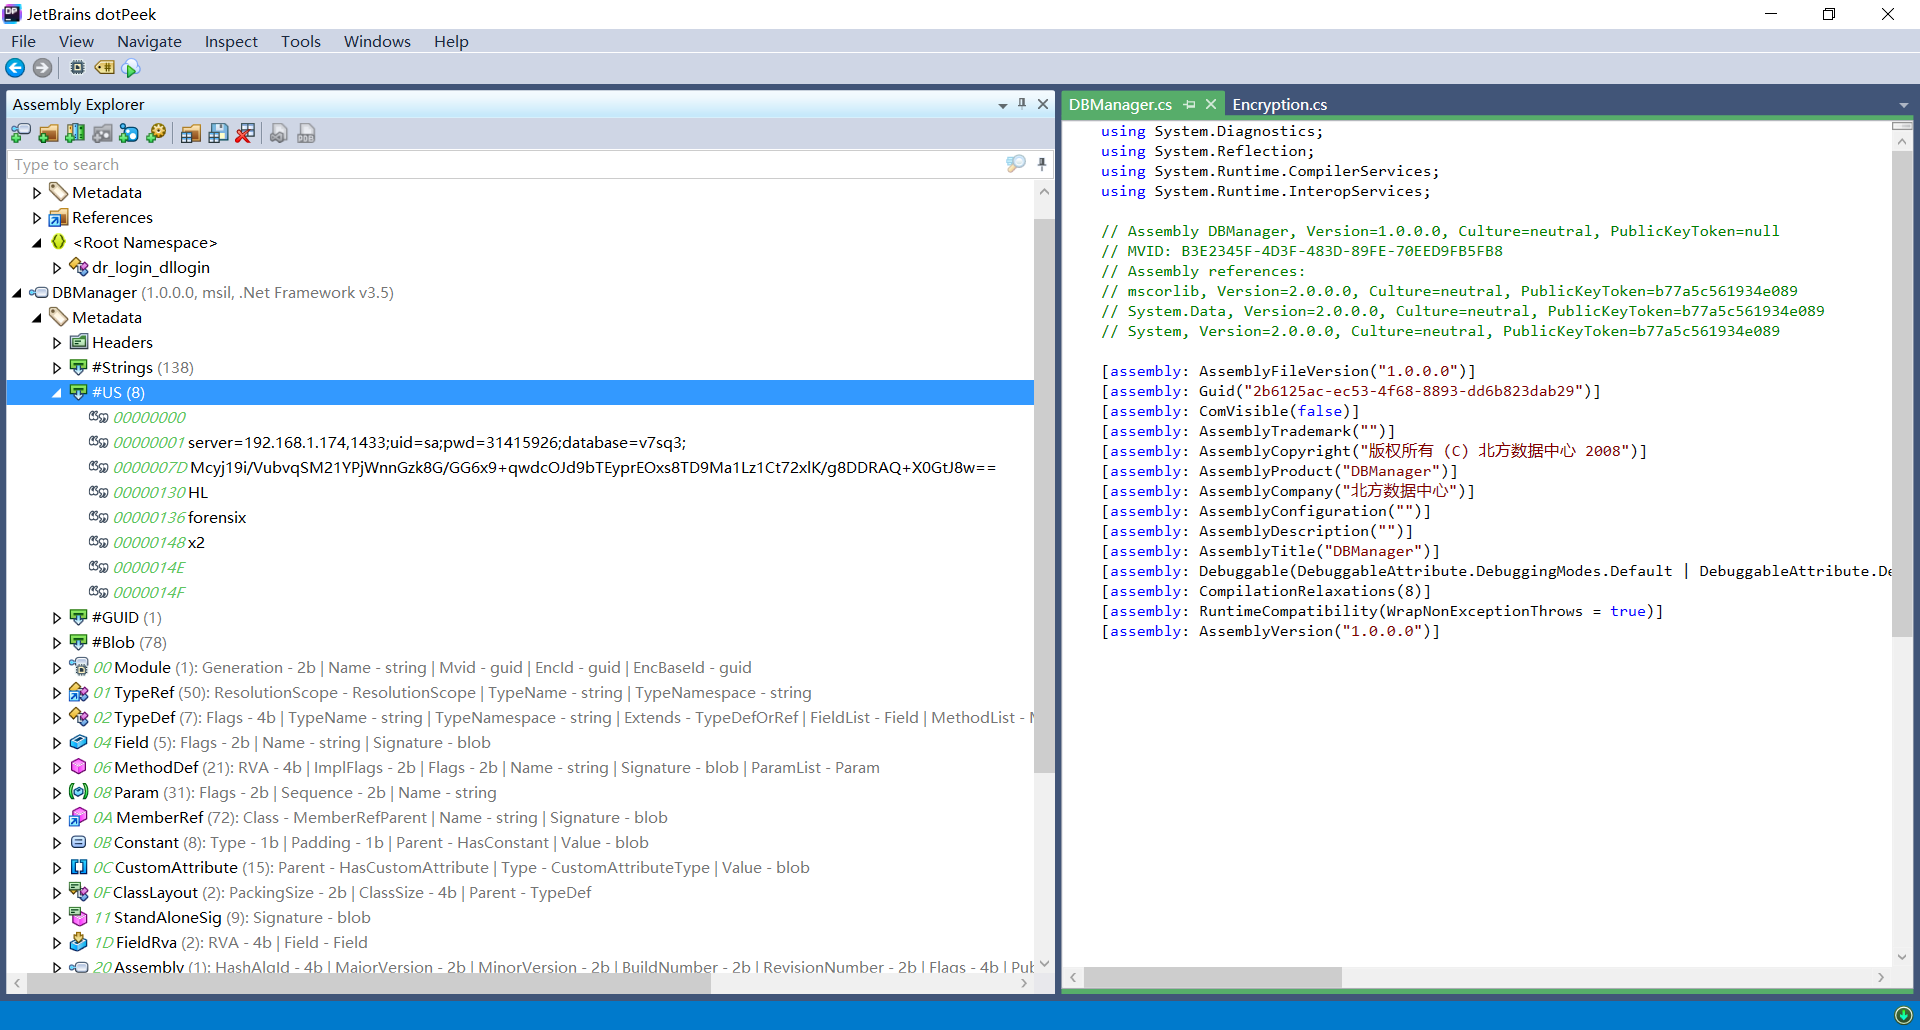 JetBrains dotPeek
File View Navigate Inspect Tools Windows Help
Assembly Explorer
Type to search
Metadata
References
<Root Namespace>
dr_login_dllogin
DBManager (1.0.0.0, msil, .Net Framework v3.5)
Metadata
Headers
#Strings (138)
#US (8)
00000000
00000001 server=192.168.1.174,1433;uid=sa;pwd=31415926;database=v7sq3;
0000007D Mcyj19i/VubvqSM21YPjWnnGzk8G/GG6x9+qwdcOJd9bTEyprEOxs8TD9Ma1Lz1Ct72xlK/g8DDRAQ+X0GtJ8w==
00000130 HL
00000136 forensix
00000148 x2
0000014E
0000014F
#GUID (1)
#Blob (78)
00 Module (1): Generation - 2b | Name - string | Mvid - guid | EncId - guid | EncBaseId - guid
01 TypeRef (50): ResolutionScope - ResolutionScope | TypeName - string | TypeNamespace - string
02 TypeDef (7): Flags - 4b | TypeName - string | TypeNamespace - string | Extends - TypeDefOrRef | FieldList - Field | MethodList -
04 Field (5): Flags - 2b | Name - string | Signature - blob
06 MethodDef (21): RVA - 4b | ImplFlags - 2b | Flags - 2b | Name - string | Signature - blob | ParamList - Param
08 Param (31): Flags - 2b | Sequence - 2b | Name - string
0A MemberRef (72): Class - MemberRefParent | Name - string | Signature - blob
0B Constant (8): Type - 1b | Padding - 1b | Parent - HasConstant | Value - blob
0C CustomAttribute (15): Parent - HasCustomAttribute | Type - CustomAttributeType | Value - blob
0F ClassLayout (2): PackingSize - 2b | ClassSize - 4b | Parent - TypeDef
11 StandAloneSig (9): Signature - blob
1D FieldRva (2): RVA - 4b | Field - Field
20 Assembly (1): HashAlgId - 4b | MajorVersion - 2b | MinorVersion - 2b | BuildNumber - 2b | RevisionNumber - 2b | Flags - 4b | Pu
DBManager.cs Encryption.cs
using System.Diagnostics;
using System.Reflection;
using System.Runtime.CompilerServices;
using System.Runtime.InteropServices;
// Assembly DBManager, Version=1.0.0.0, Culture=neutral, PublicKeyToken=null
// MVID: B3E2345F-4D3F-483D-89FE-70EED9FB5FB8
// Assembly references:
// mscorlib, Version=2.0.0.0, Culture=neutral, PublicKeyToken=b77a5c561934e089
// System.Data, Version=2.0.0.0, Culture=neutral, PublicKeyToken=b77a5c561934e089
// System, Version=2.0.0.0, Culture=neutral, PublicKeyToken=b77a5c561934e089
[assembly: AssemblyFileVersion("1.0.0.0")]
[assembly: Guid("2b6125ac-ec53-4f68-8893-dd6b823dab29")]
[assembly: ComVisible(false)]
[assembly: AssemblyTrademark("")]
[assembly: AssemblyCopyright("版权所有 (C) 北方数据中心 2008")]
[assembly: AssemblyProduct("DBManager")]
[assembly: AssemblyCompany("北方数据中心")]
[assembly: AssemblyConfiguration("")]
[assembly: AssemblyDescription("")]
[assembly: AssemblyTitle("DBManager")]
[assembly: Debuggable(DebuggableAttribute.DebuggingModes.Default | DebuggableAttribute.De
[assembly: CompilationRelaxations(8)]
[assembly: RuntimeCompatibility(WrapNonExceptionThrows = true)]
[assembly: AssemblyVersion("1.0.0.0")]